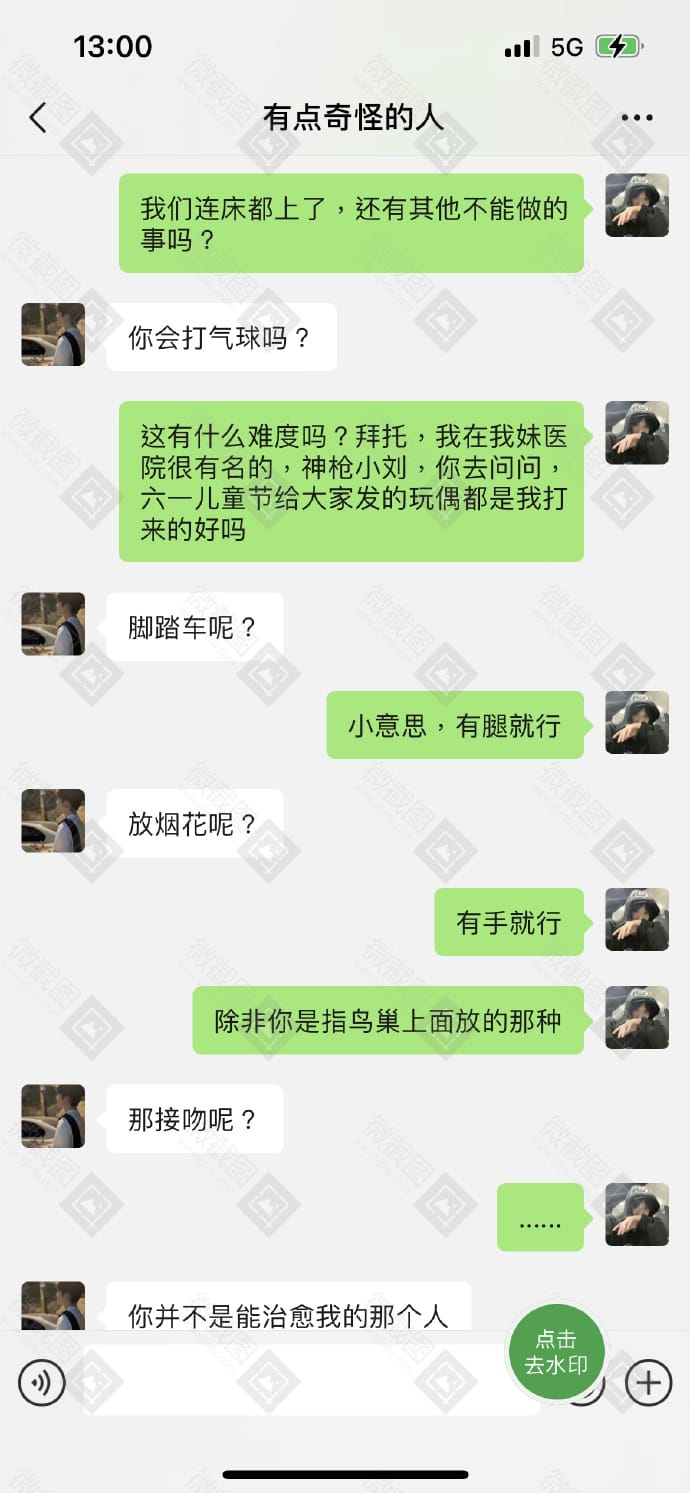 13:00
5G
有点奇怪的人
我们连床都上了，还有其他不能做的
事吗？
你会打气球吗？
这有什么难度吗？拜托，我在我妹医
院很有名的，神枪小刘，你去问问，
六一儿童节给大家发的玩偶都是我打
来的好吗
脚踏车呢？
小意思，有腿就行
放烟花呢？
有手就行
除非你是指鸟巢上面放的那种
那接吻呢？
······
你并不是能治愈我的那个人
点击
去水印
微截图